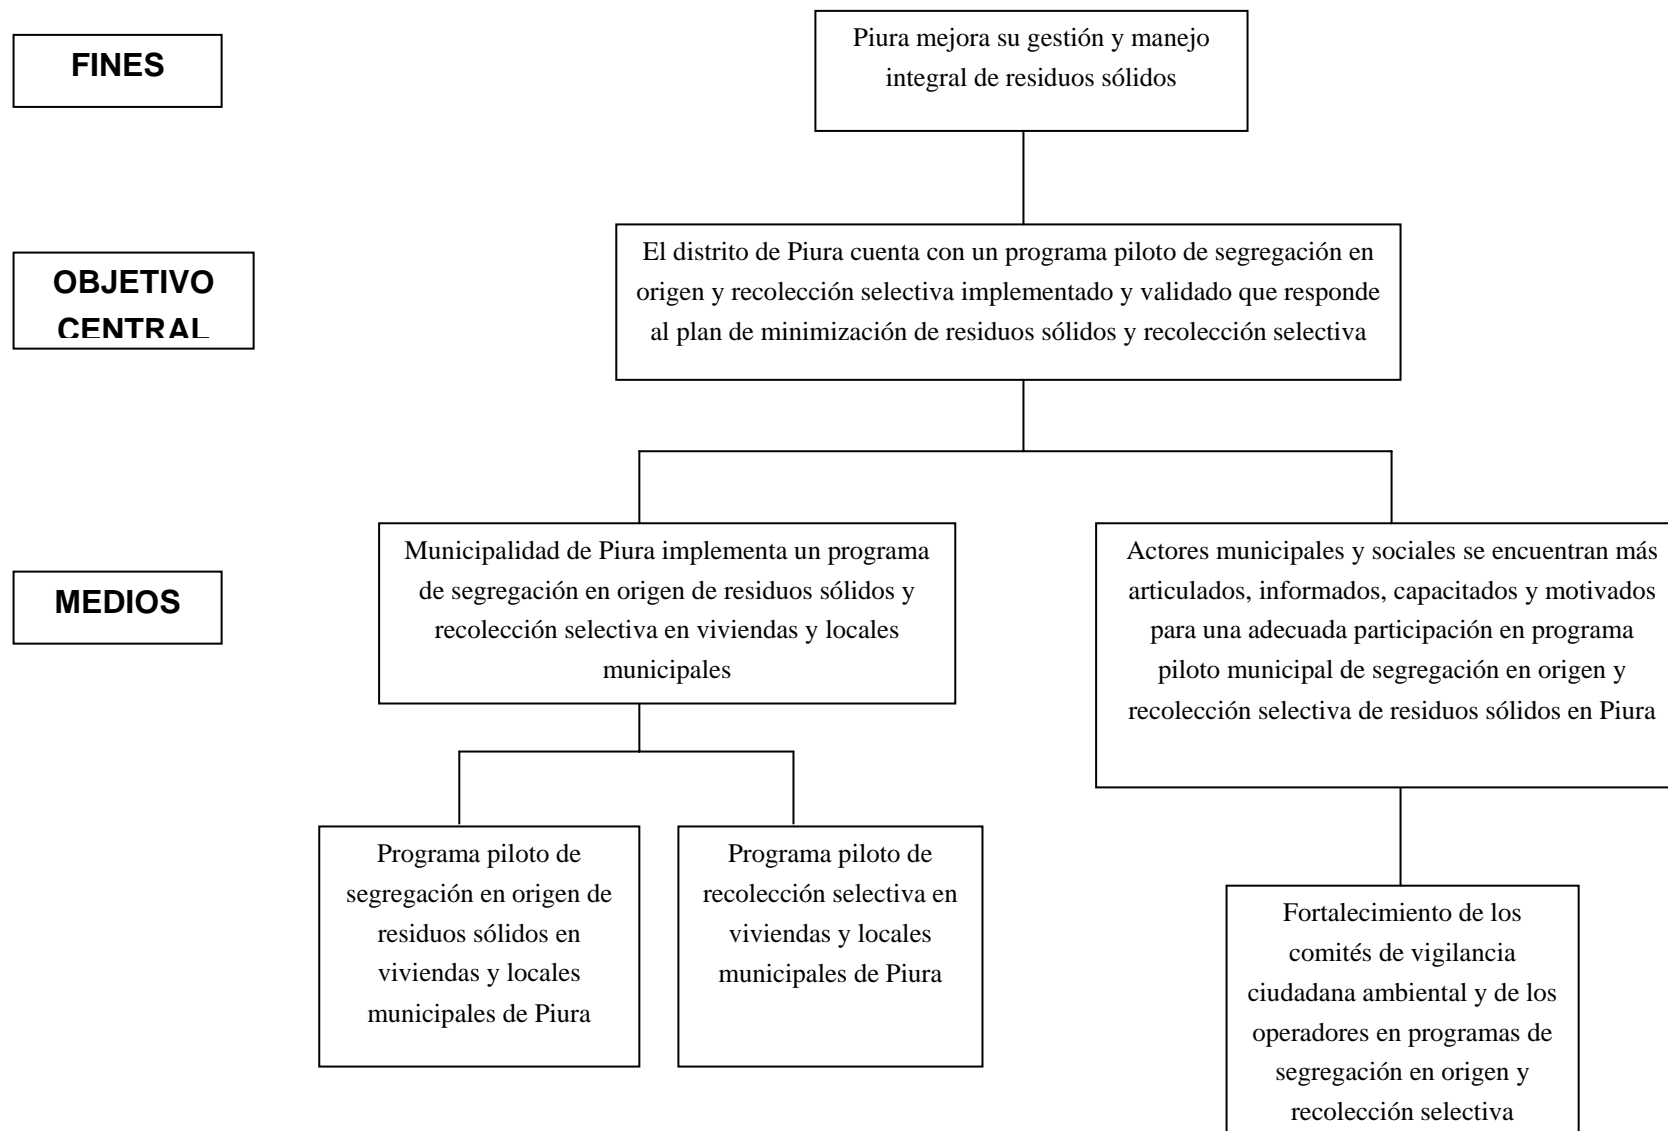 FINES
Piura mejora su gestión y manejo
integral de residuos sólidos
OBJETIVO
CENTRAL
El distrito de Piura cuenta con un programa piloto de segregación en
origen y recolección selectiva implementado y validado que responde
al plan de minimización de residuos sólidos y recolección selectiva
MEDIOS
Municipalidad de Piura implementa un programa
de segregación en origen de residuos sólidos y
recolección selectiva en viviendas y locales
municipales
Actores municipales y sociales se encuentran más
articulados, informados, capacitados y motivados
para una adecuada participación en programa
piloto municipal de segregación en origen y
recolección selectiva de residuos sólidos en Piura
Programa piloto de
segregación en origen de
residuos sólidos en
viviendas y locales
municipales de Piura
Programa piloto de
recolección selectiva en
viviendas y locales
municipales de Piura
Fortalecimiento de los
comités de vigilancia
ciudadana ambiental y de los
operadores en programas de
segregación en origen y
recolección selectiva